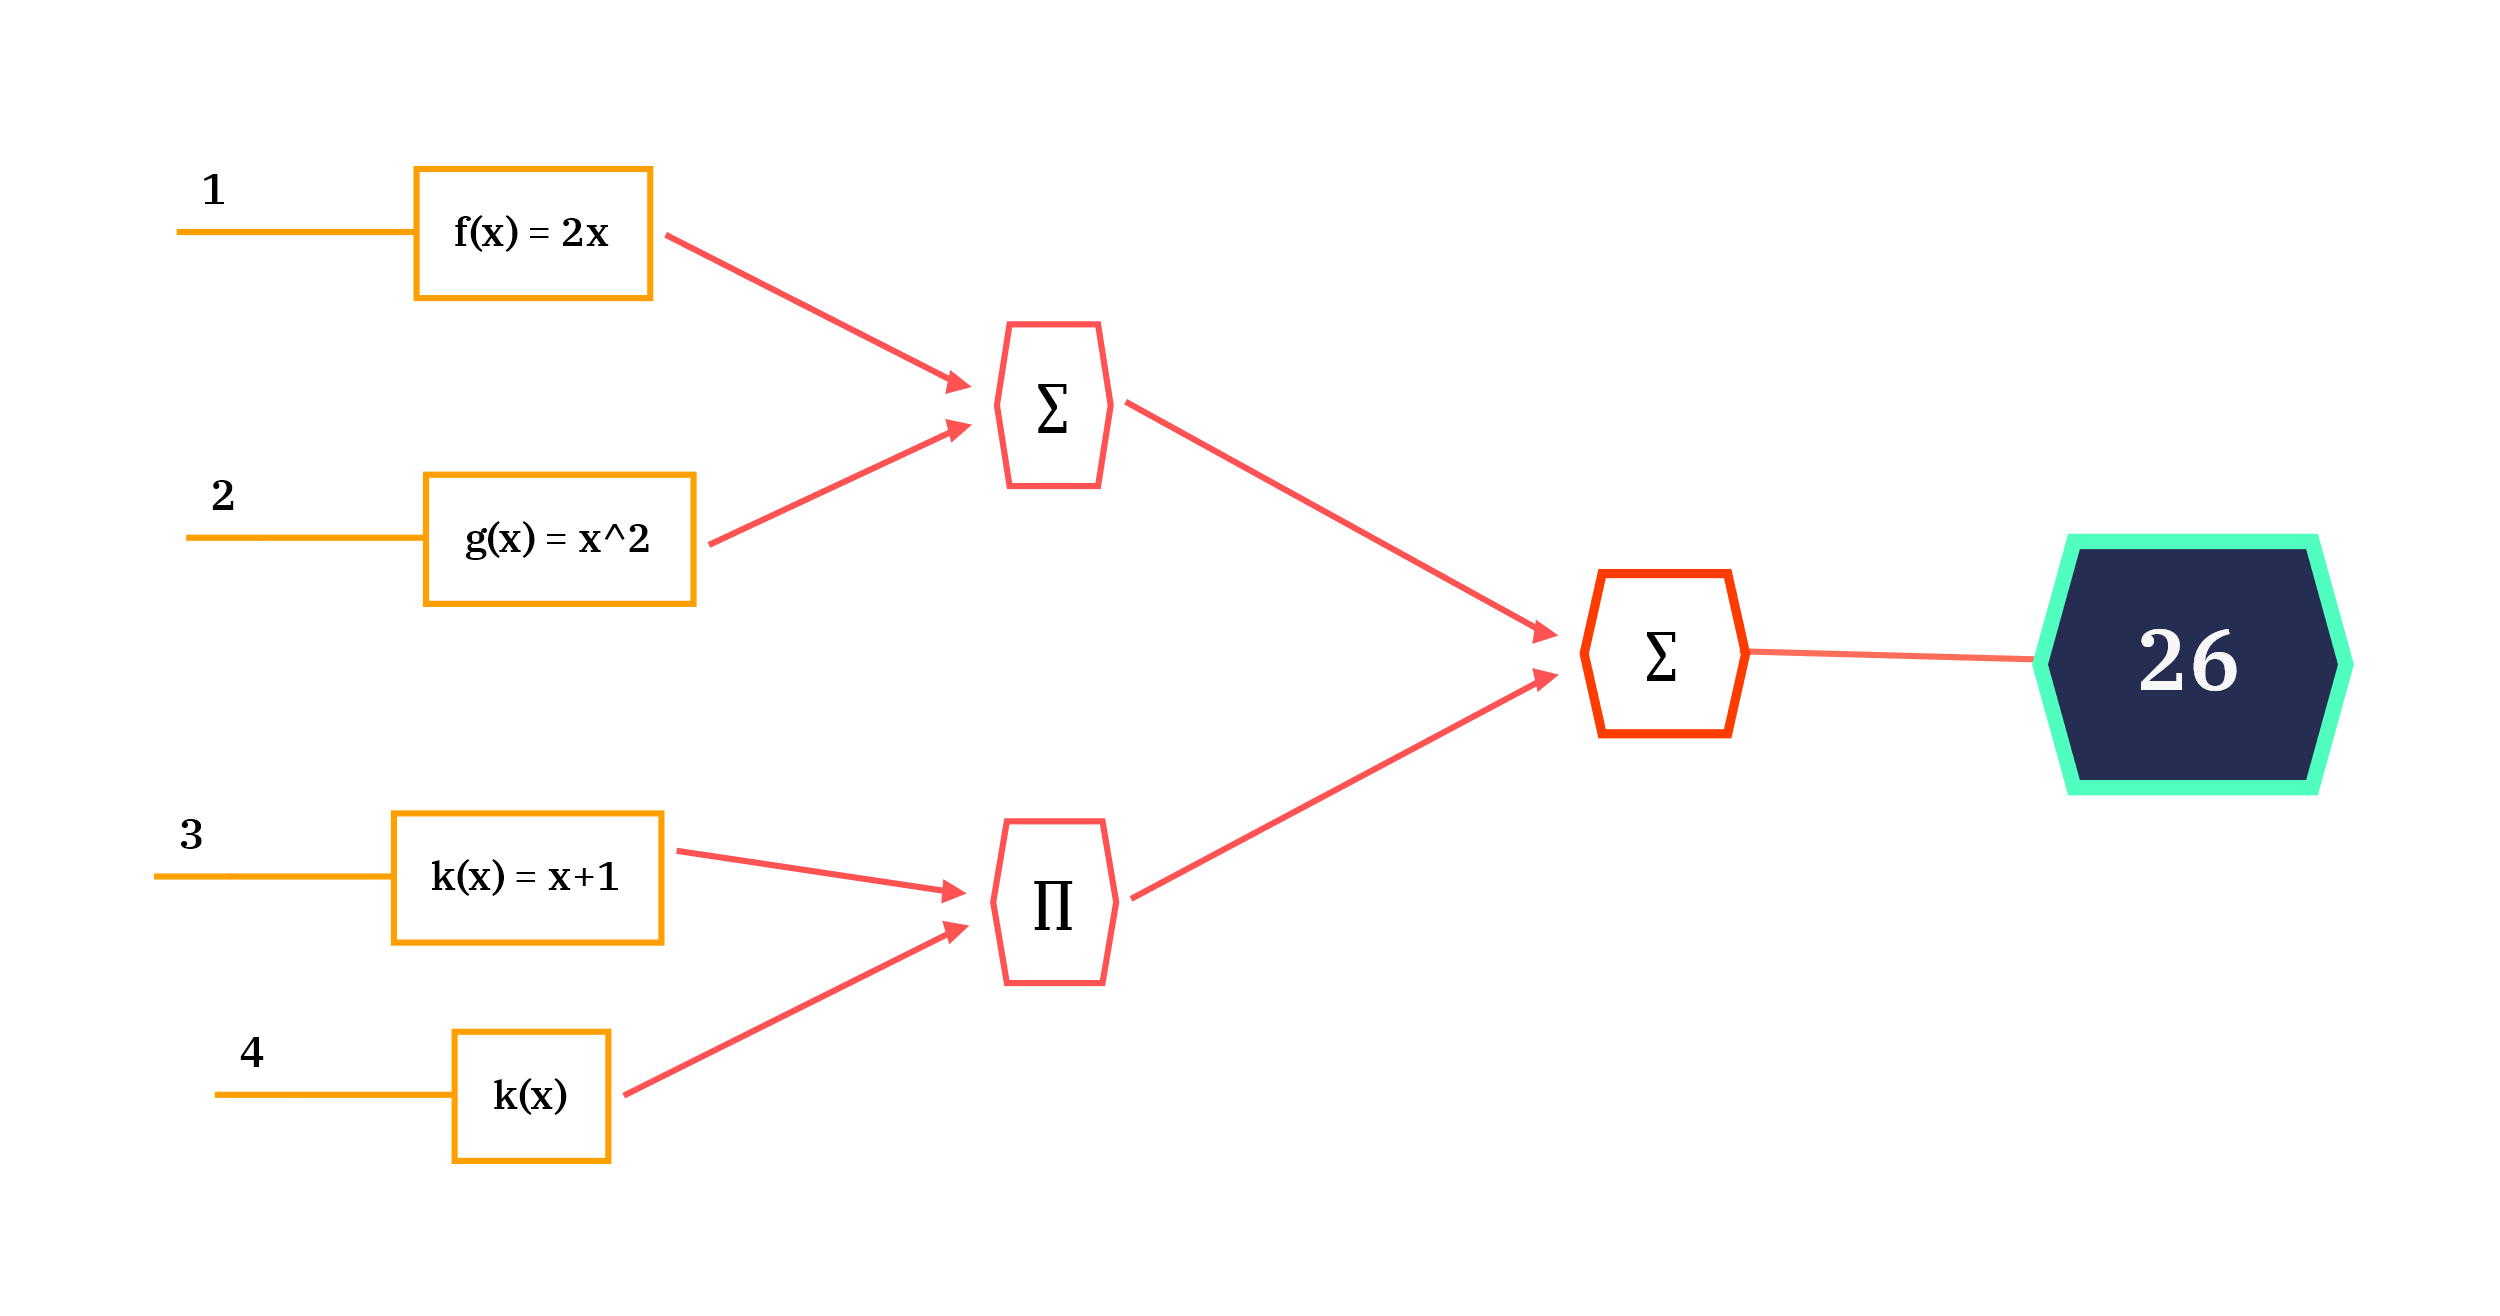 1
f(x) = 2x
2
g(x) = x^2
3
k(x) = x+1
4
k(x)
Σ
Π
Σ
26